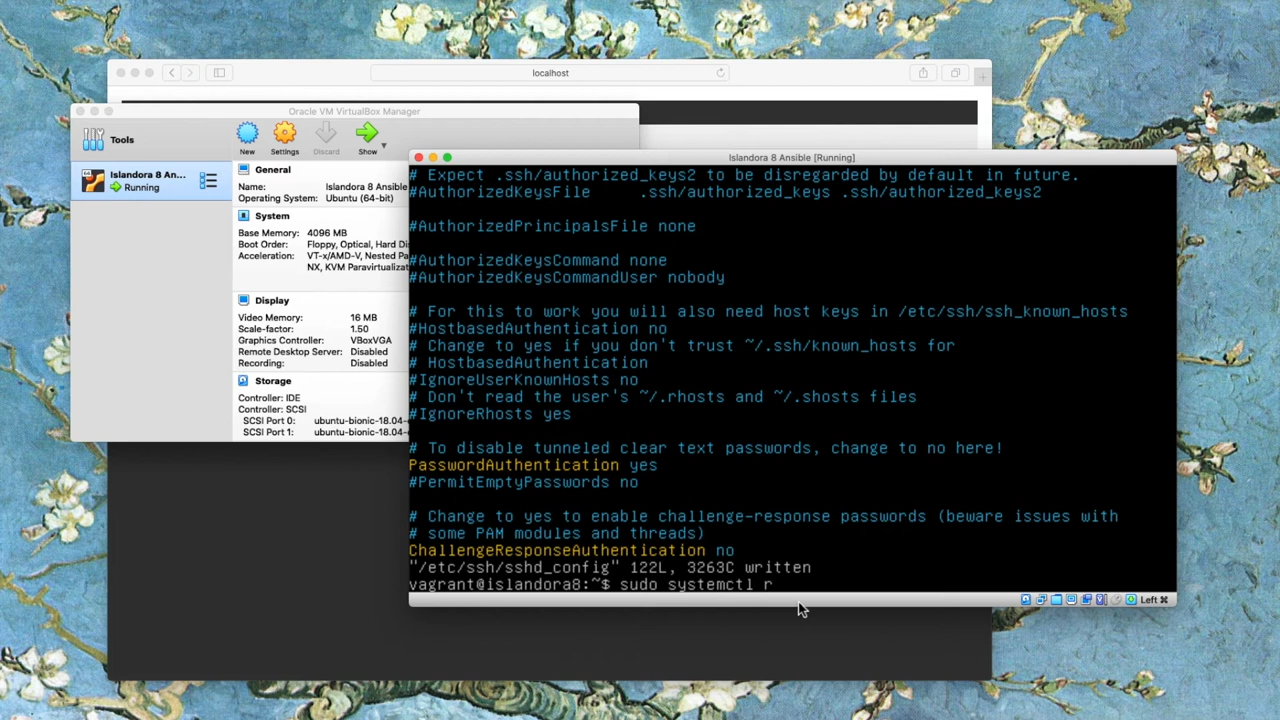 localhost
Oracle VM VirtualBox Manager
Tools
New
Settings
Discard
Show
Islandora 8 An...
Running
General
Name: Islandora 8 Ansible
Operating System: Ubuntu (64-bit)
System
Base Memory: 4096 MB
Boot Order: Floppy, Optical, Hard Di
Acceleration: VT-x/AMD-V, Nested Pa
NX, KVM Paravirtualizat
Display
Video Memory: 16 MB
Scale-factor: 1.50
Graphics Controller: VBoxVGA
Remote Desktop Server: Disabled
Recording: Disabled
Storage
Controller: IDE
Controller: SCSI
SCSI Port 0: ubuntu-bionic-18.04-
SCSI Port 1: ubuntu-bionic-18.04-
Islandora 8 Ansible [Running]
# Expect .ssh/authorized_keys2 to be disregarded by default in future.
#AuthorizedKeysFile .ssh/authorized_keys .ssh/authorized_keys2
#AuthorizedPrincipalsFile none
#AuthorizedKeysCommand none
#AuthorizedKeysCommandUser nobody
# For this to work you will also need host keys in /etc/ssh/ssh_known_hosts
#HostbasedAuthentication no
# Change to yes if you don't trust ~/.ssh/known_hosts for
# HostbasedAuthentication
#IgnoreUserKnownHosts no
# Don't read the user's ~/.rhosts and ~/.shosts files
#IgnoreRhosts yes
# To disable tunneled clear text passwords, change to no here!
PasswordAuthentication yes
#PermitEmptyPasswords no
# Change to yes to enable challenge-response passwords (beware issues with
# some PAM modules and threads)
ChallengeResponseAuthentication no
"/etc/ssh/sshd_config" 122L, 3263C written
vagrant@islandora8:~$ sudo systemctl r
Left ⌘